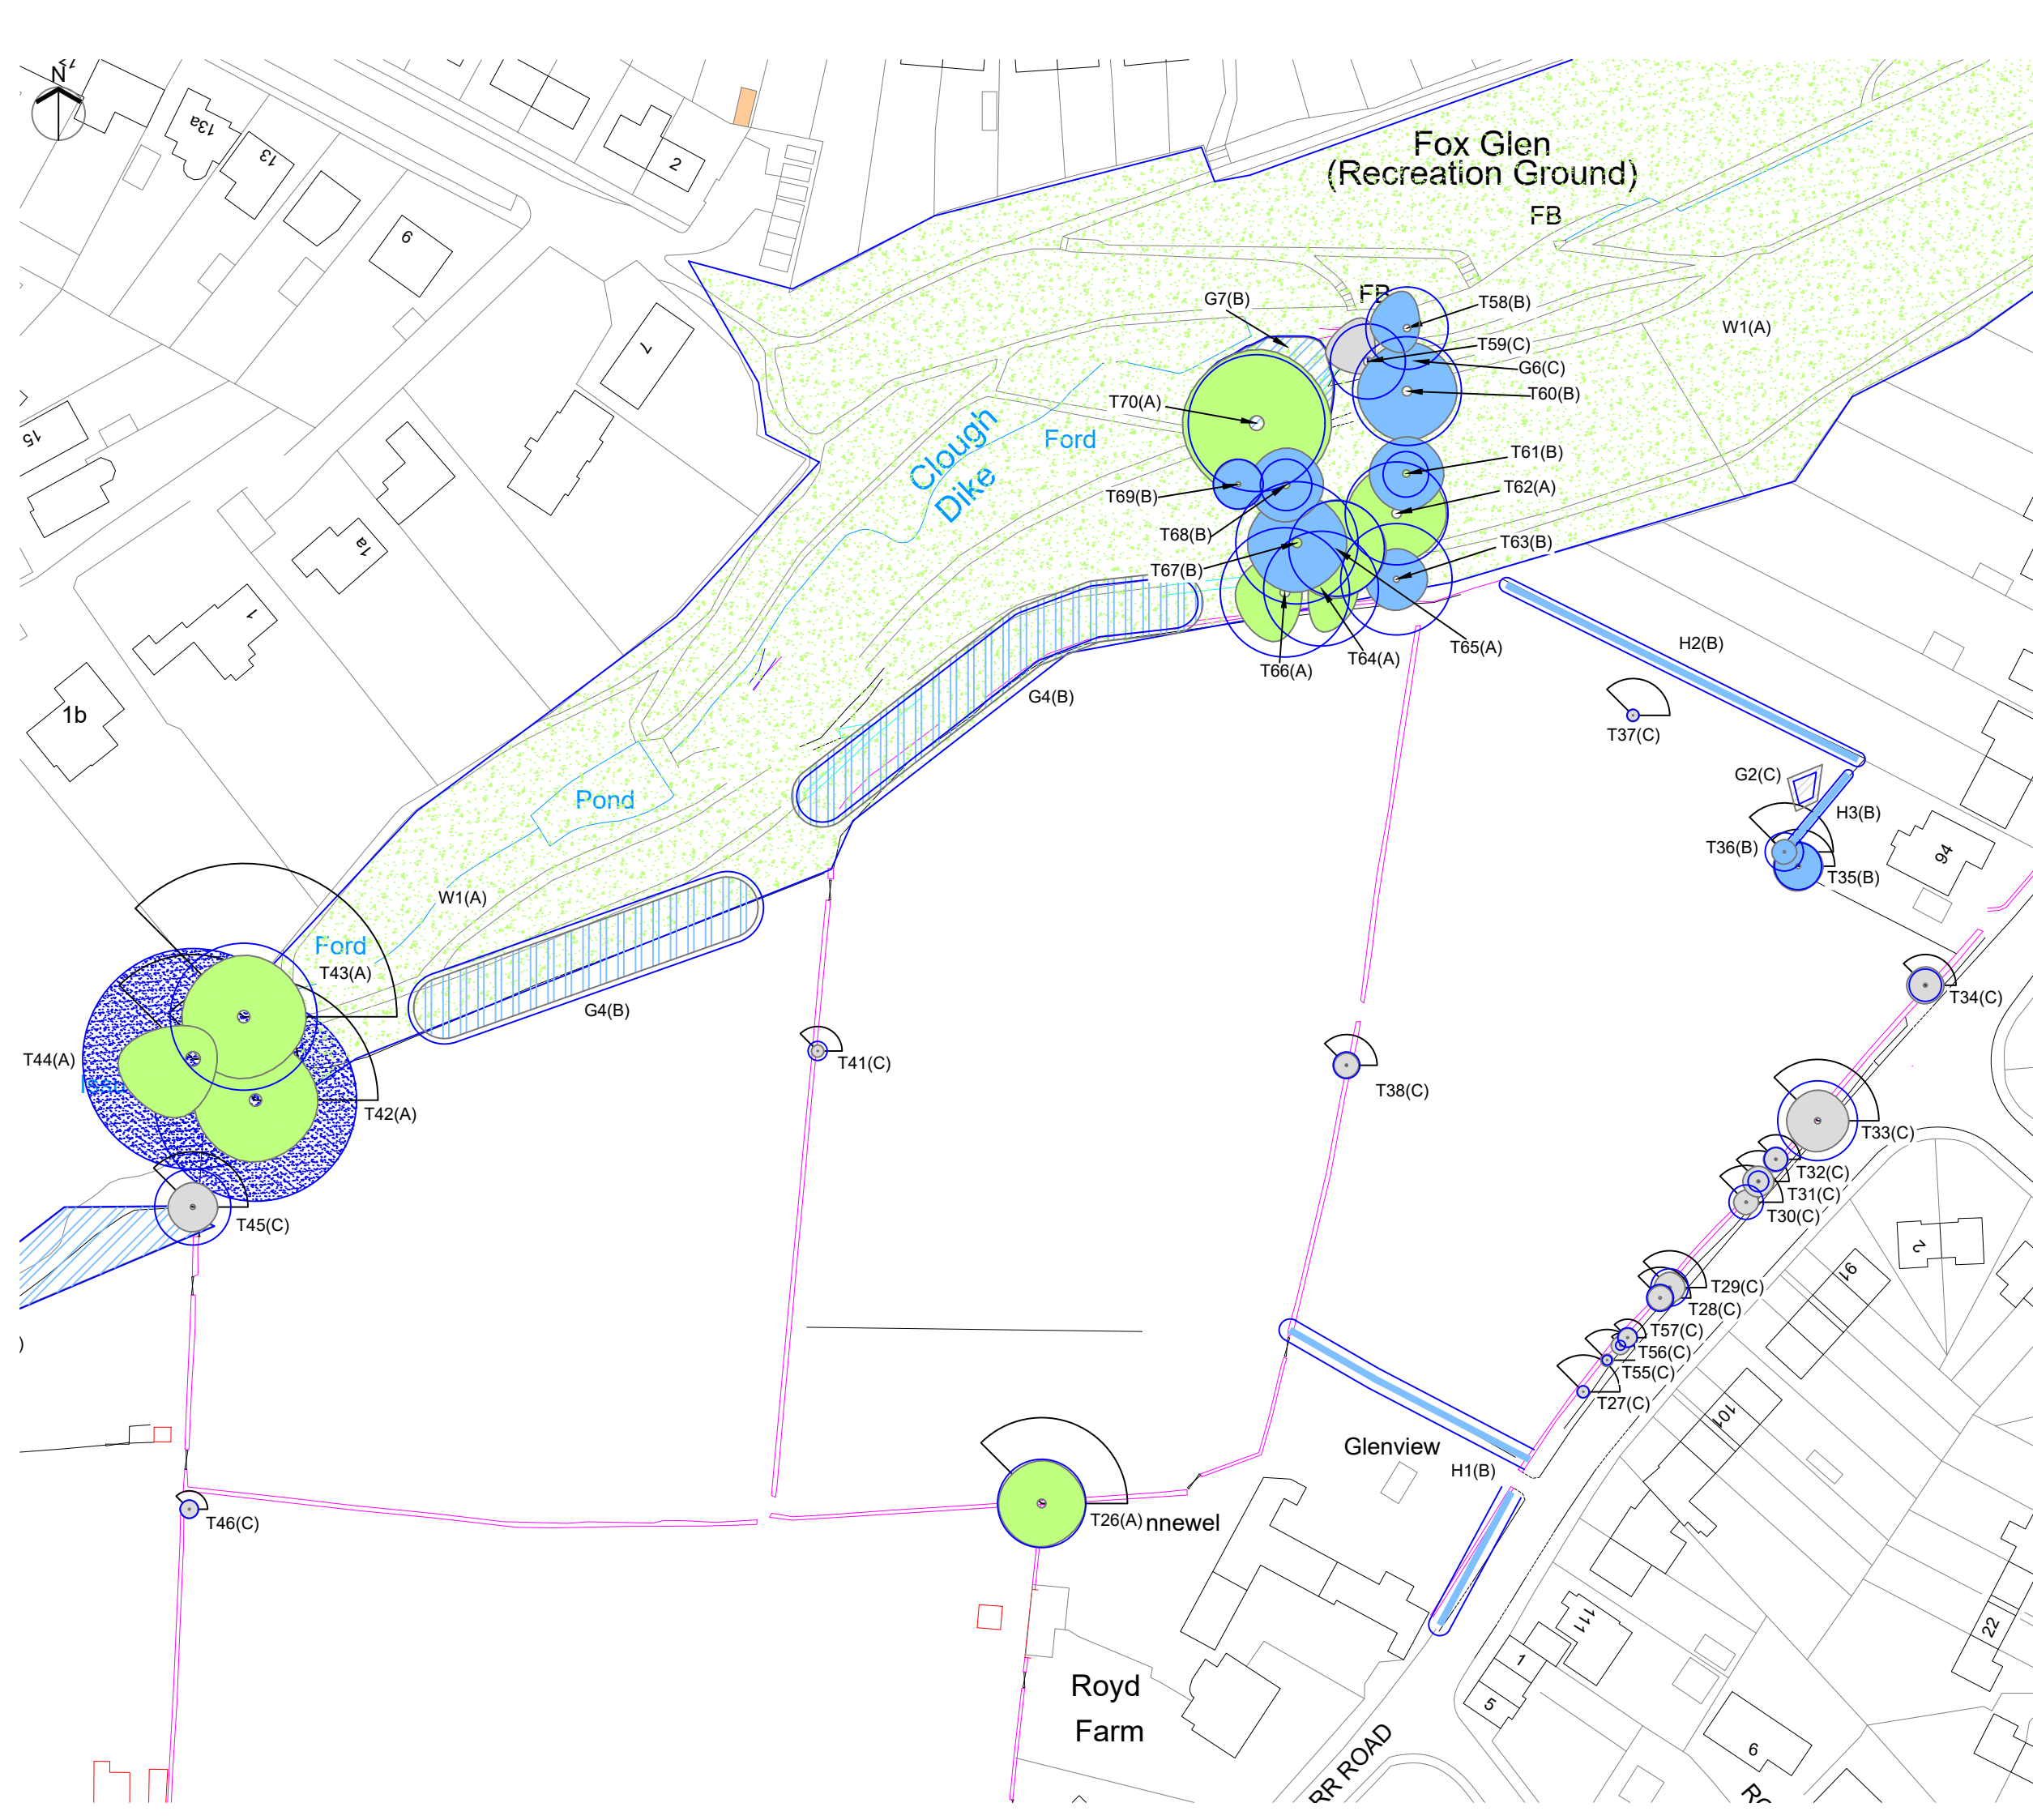 N
13a
13
9
2
7
15
1a
1
1b
Fox Glen
(Recreation Ground)
FB
FB
G7(B)
T58(B)
T59(C)
G6(C)
T60(B)
W1(A)
T70(A)
Clough
Dike
Ford
T61(B)
T62(A)
T69(B)
T68(B)
T63(B)
T67(B)
T65(A)
T64(A)
T66(A)
H2(B)
G4(B)
T37(C)
G2(C)
H3(B)
T36(B)
T35(B)
94
Pond
W1(A)
Ford
T43(A)
G4(B)
T44(A)
T42(A)
T41(C)
T38(C)
T34(C)
T33(C)
T32(C)
T31(C)
T30(C)
T45(C)
T29(C)
T28(C)
T57(C)
T56(C)
T55(C)
T27(C)
2
91
101
Glenview
H1(B)
T46(C)
T26(A)
nnewel
111
1
5
22
6
Royd
Farm
RR ROAD
)